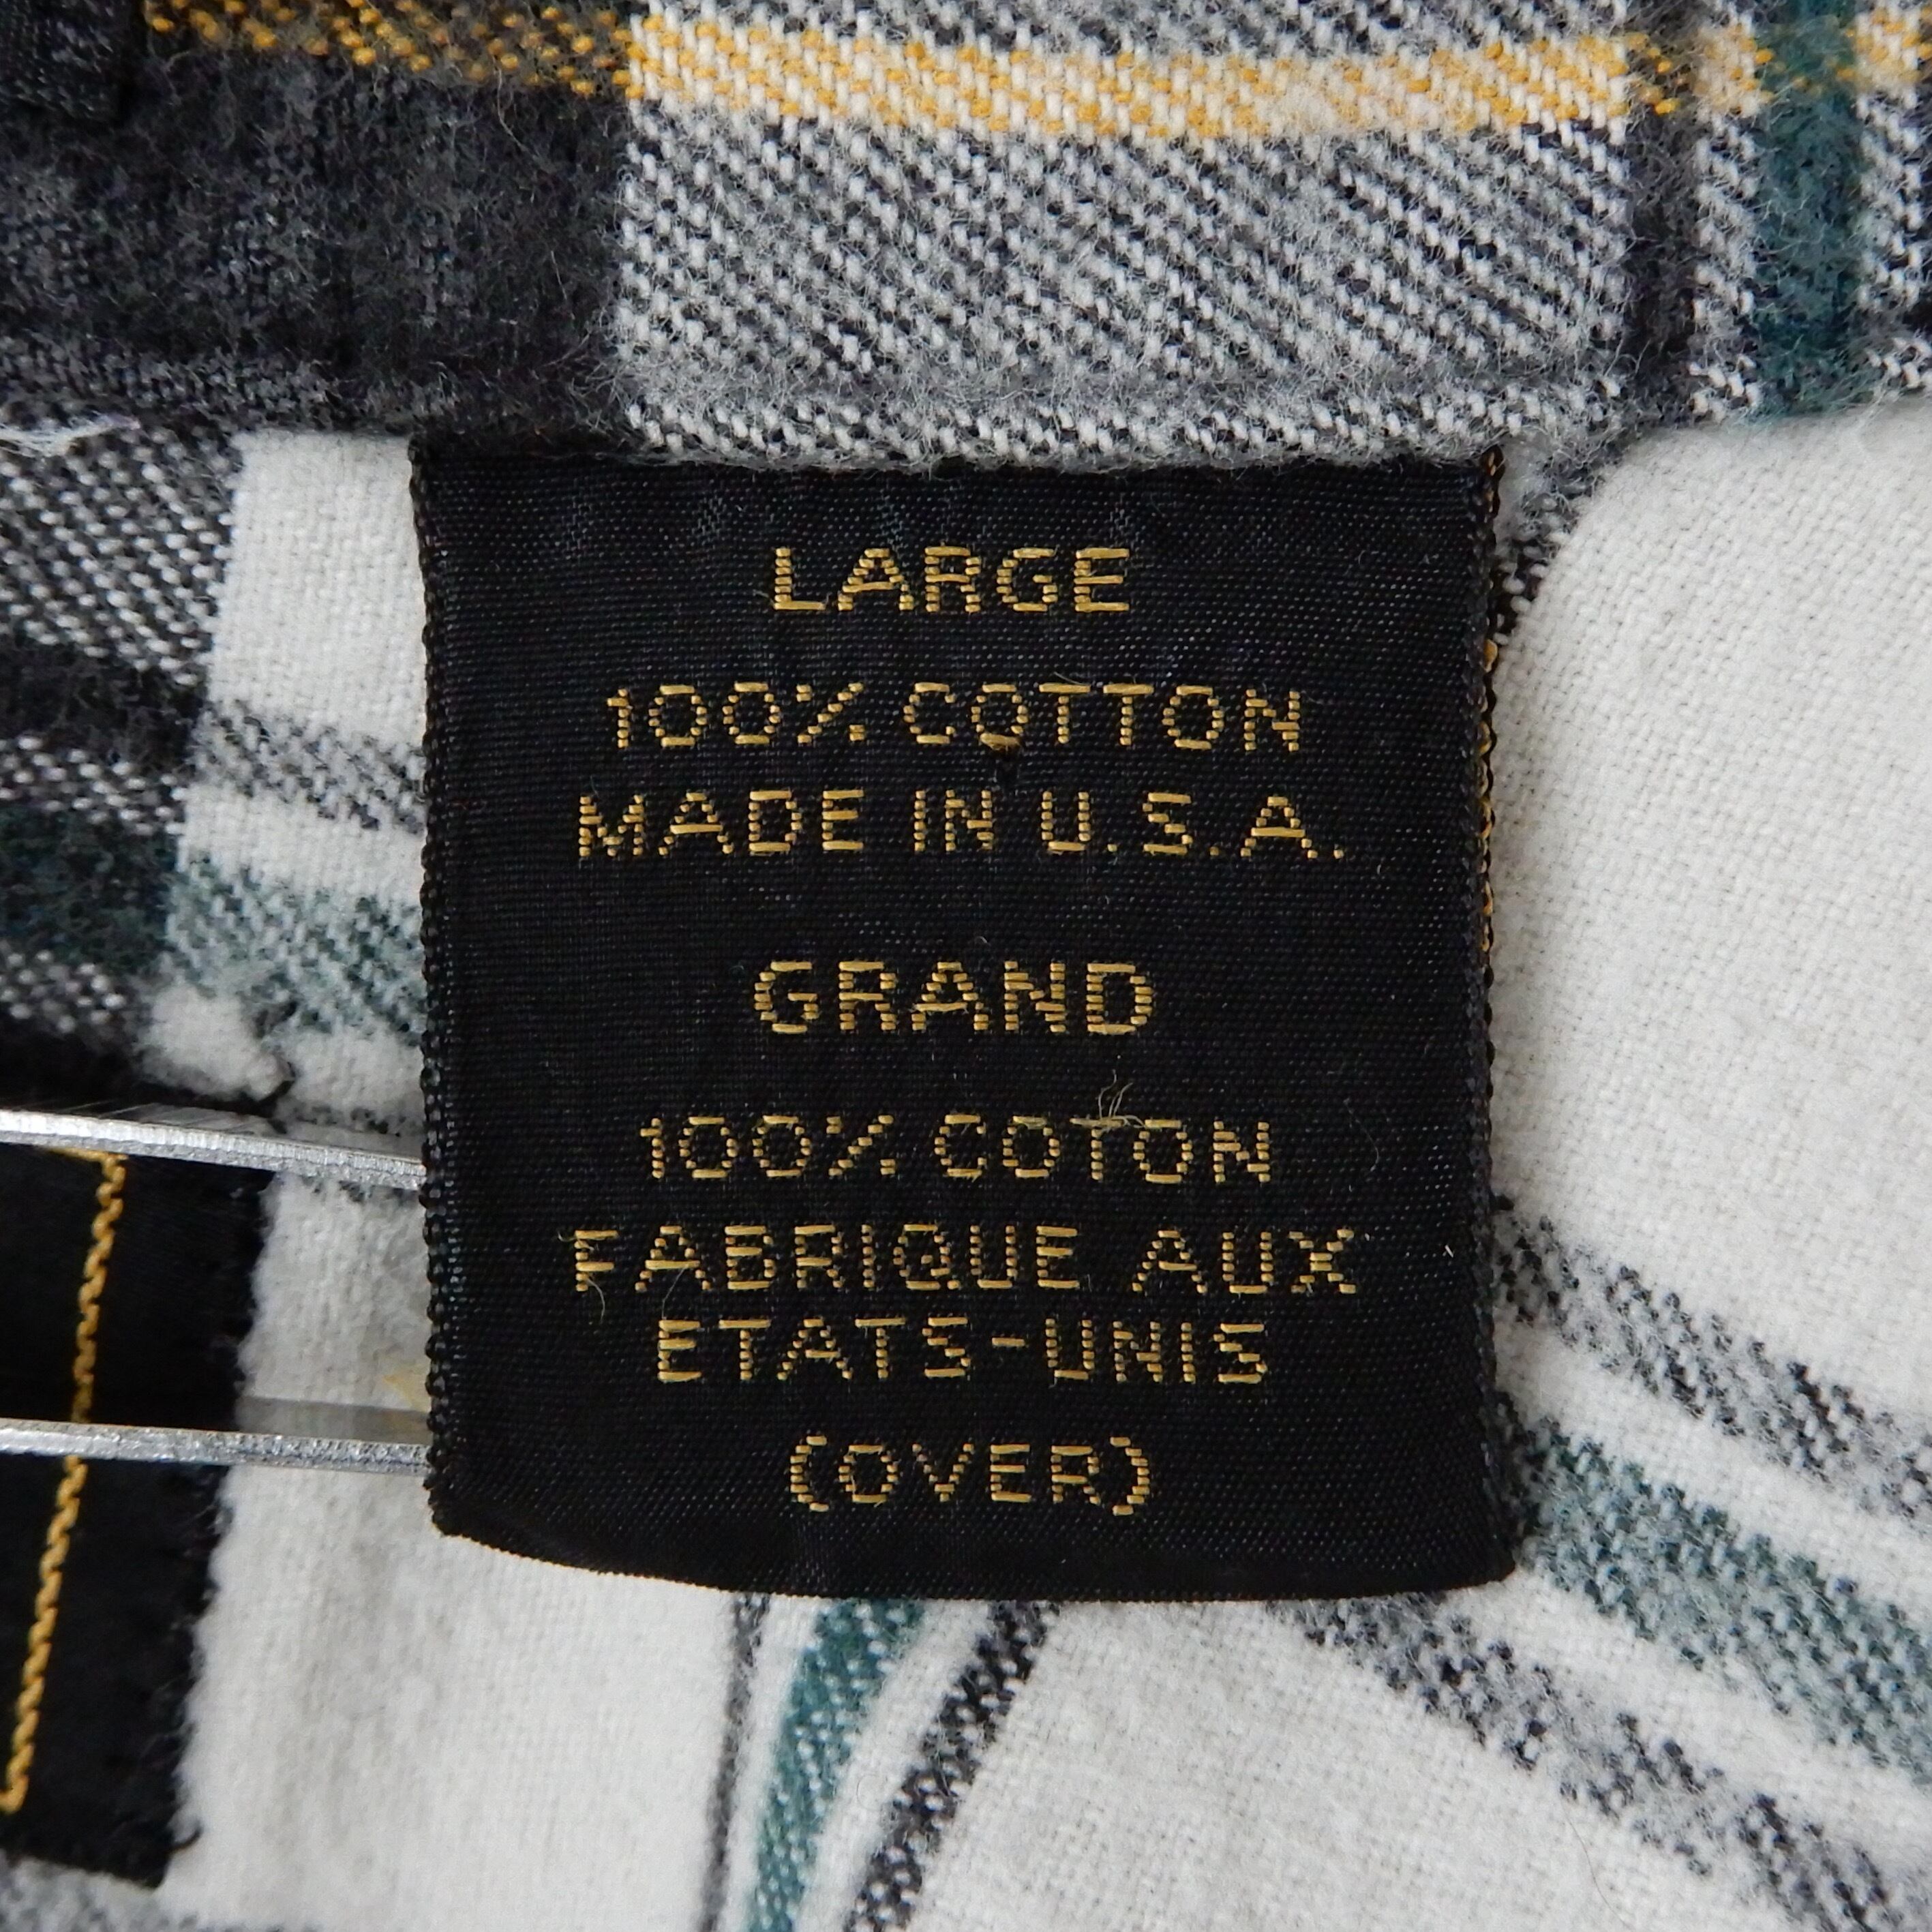 LARGE
100% COTTON
MADE IN U.S.A.
GRAND
100% COTON
FABRIQUE AUX
ETATS-UNIS
(OVER)